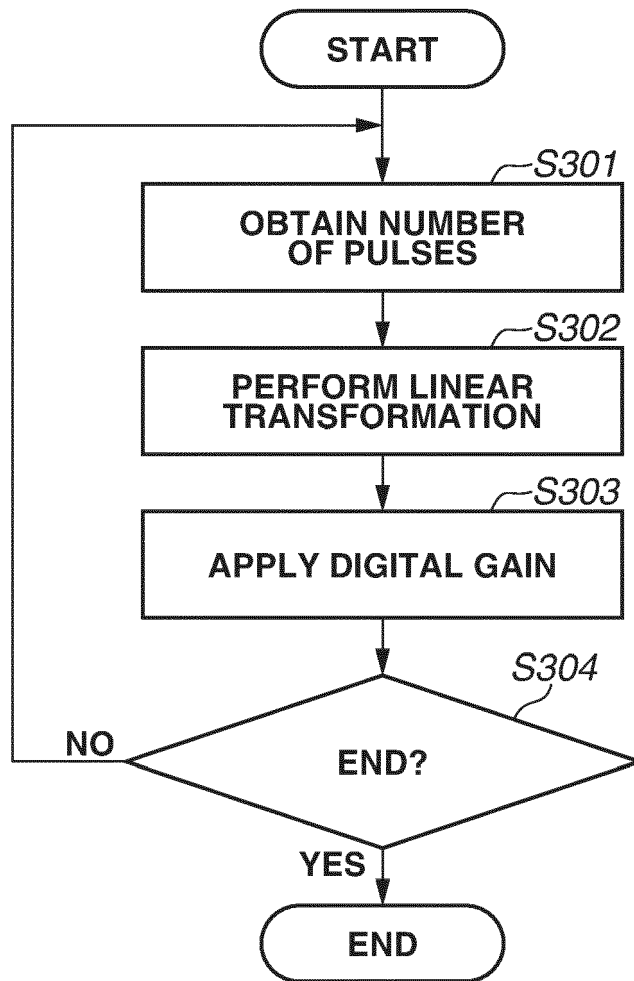 START
S301
OBTAIN NUMBER
OF PULSES
S302
PERFORM LINEAR
TRANSFORMATION
S303
APPLY DIGITAL GAIN
S304
NO
END?
YES
END